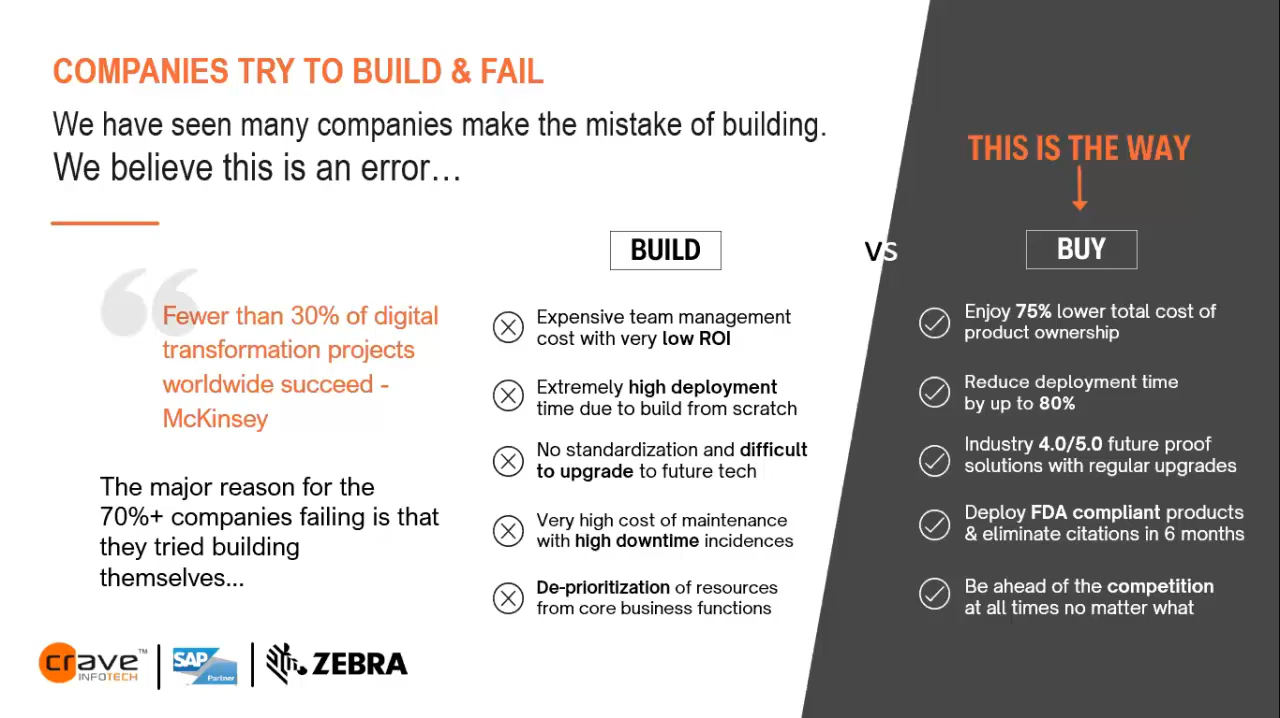 COMPANIES TRY TO BUILD & FAIL
We have seen many companies make the mistake of building.
We believe this is an error…
THIS IS THE WAY
BUILD
vs
BUY
Fewer than 30% of digital
transformation projects
worldwide succeed -
McKinsey
The major reason for the
70%+ companies failing is that
they tried building
themselves...
Expensive team management
cost with very low ROI
Extremely high deployment
time due to build from scratch
No standardization and difficult
to upgrade to future tech
Very high cost of maintenance
with high downtime incidences
De-prioritization of resources
from core business functions
Enjoy 75% lower total cost of
product ownership
Reduce deployment time
by up to 80%
Industry 4.0/5.0 future proof
solutions with regular upgrades
Deploy FDA compliant products
& eliminate citations in 6 months
Be ahead of the competition
at all times no matter what
crave™
INFOTECH
SAP
Partner
ZEBRA